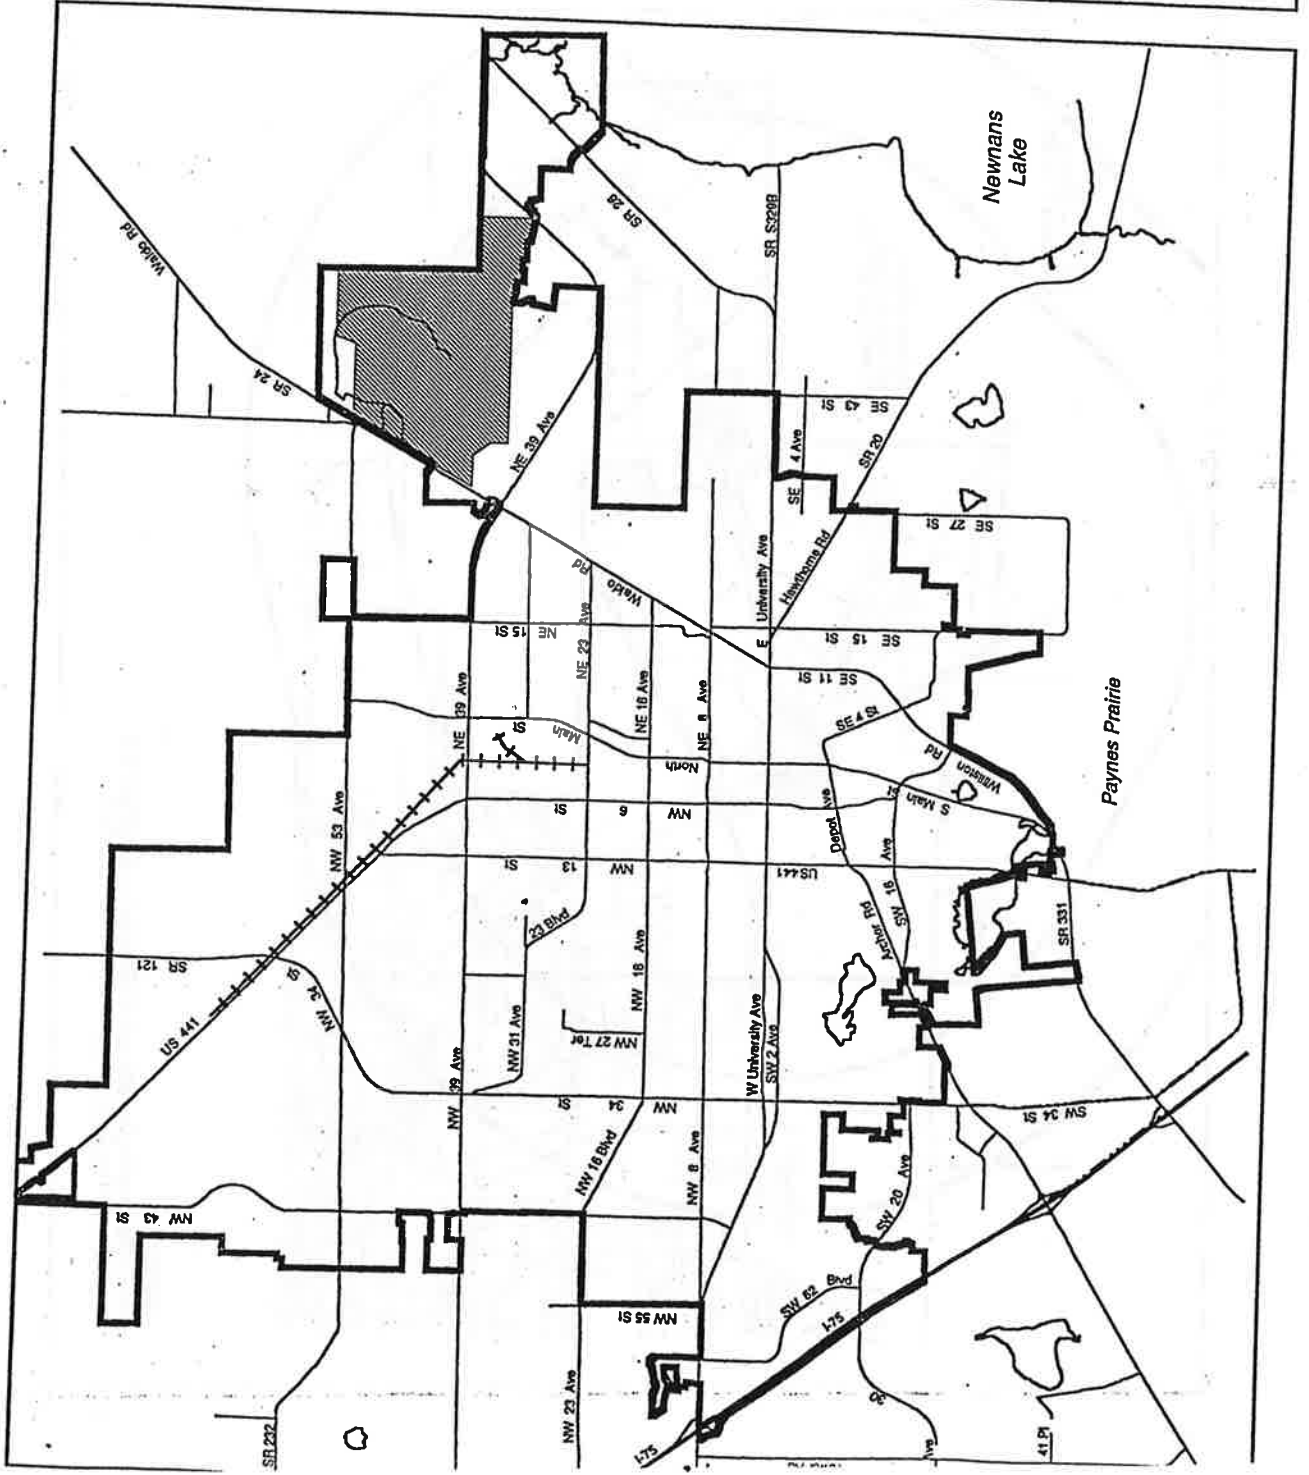 Newnans
Lake
Waldo Rd
SR 26
SR S329B
SR 24
SE 43 St
NE 39 Ave
SE 4 Ave
SR 20
SE 27 St
Rd
Waldo
E University Ave
Hawthorne Rd
NE 15 St
NE 23 Ave
SE 15 St
SE 11 St
NE 39 Ave
NE 16 Ave
NE 8 Ave
SE 4 St
Paynes Prairie
North Main St
Williston Rd
NW 53 Ave
NW 6 St
S Main St
Depot Ave
NW 13 St
US441
SW 16 Ave
23 Blvd
Archer Rd
SR 331
SR 121
NW 34 St
NW 16 Ave
US 441
NW 31 Ave
NW 27 Ter
W University Ave
SW 2 Ave
NW 39 Ave
NW 34 St
SW 34 St
NW 16 Blvd
NW 8 Ave
SW 20 Ave
NW 43 St
SW 62 Blvd
NW 55 St
I-75
NW 23 Ave
SR 232
I-75
20
Ave
41 Pl